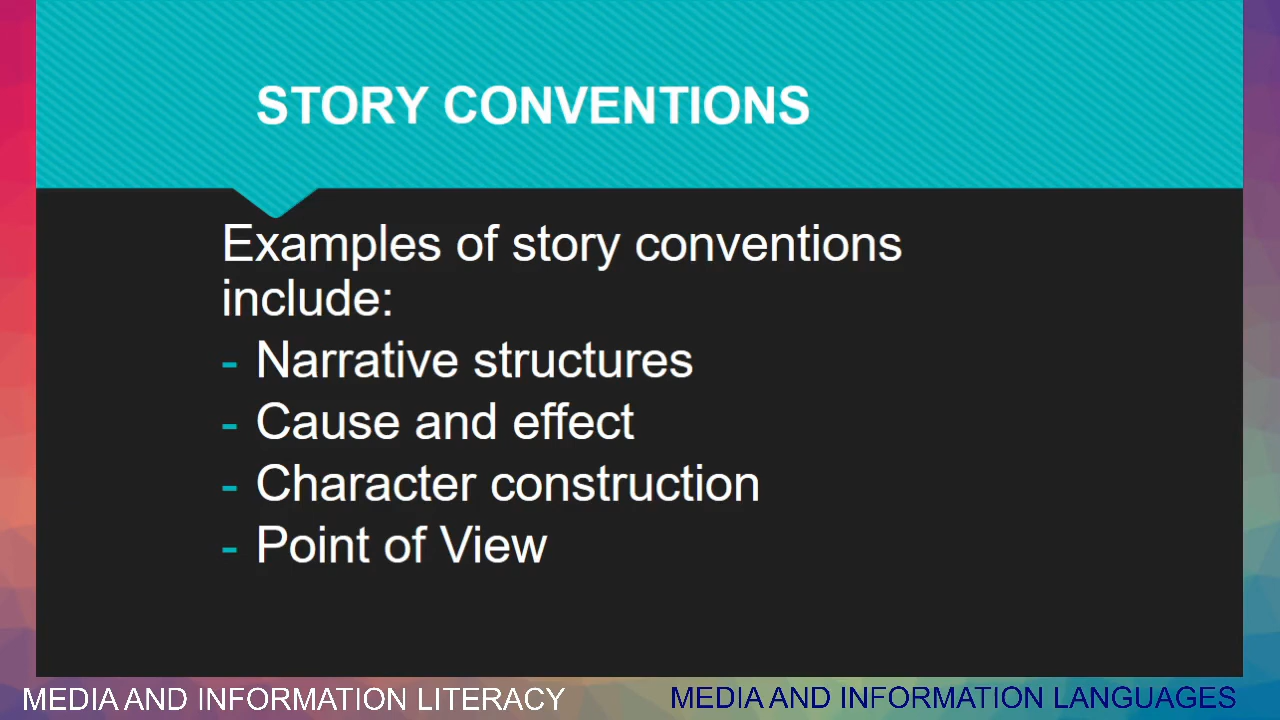 STORY CONVENTIONS
Examples of story conventions
include:
- Narrative structures
- Cause and effect
- Character construction
- Point of View
MEDIA AND INFORMATION LITERACY
MEDIA AND INFORMATION LANGUAGES